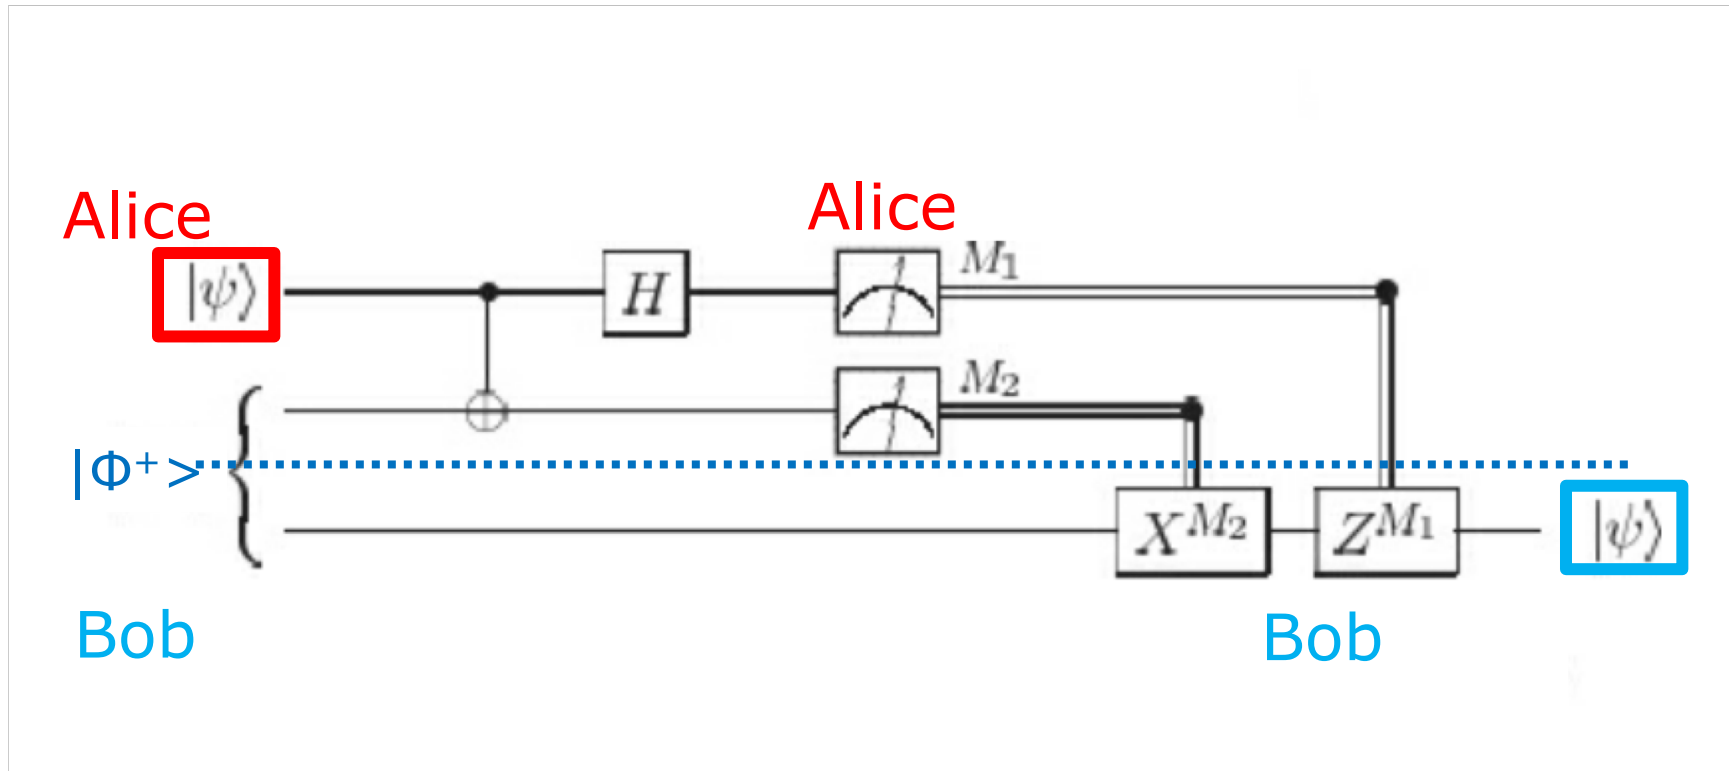 Alice
Alice
|ψ⟩
H
M₁
M₂
|Φ⁺>
X^{M₂}
Z^{M₁}
|ψ⟩
Bob
Bob